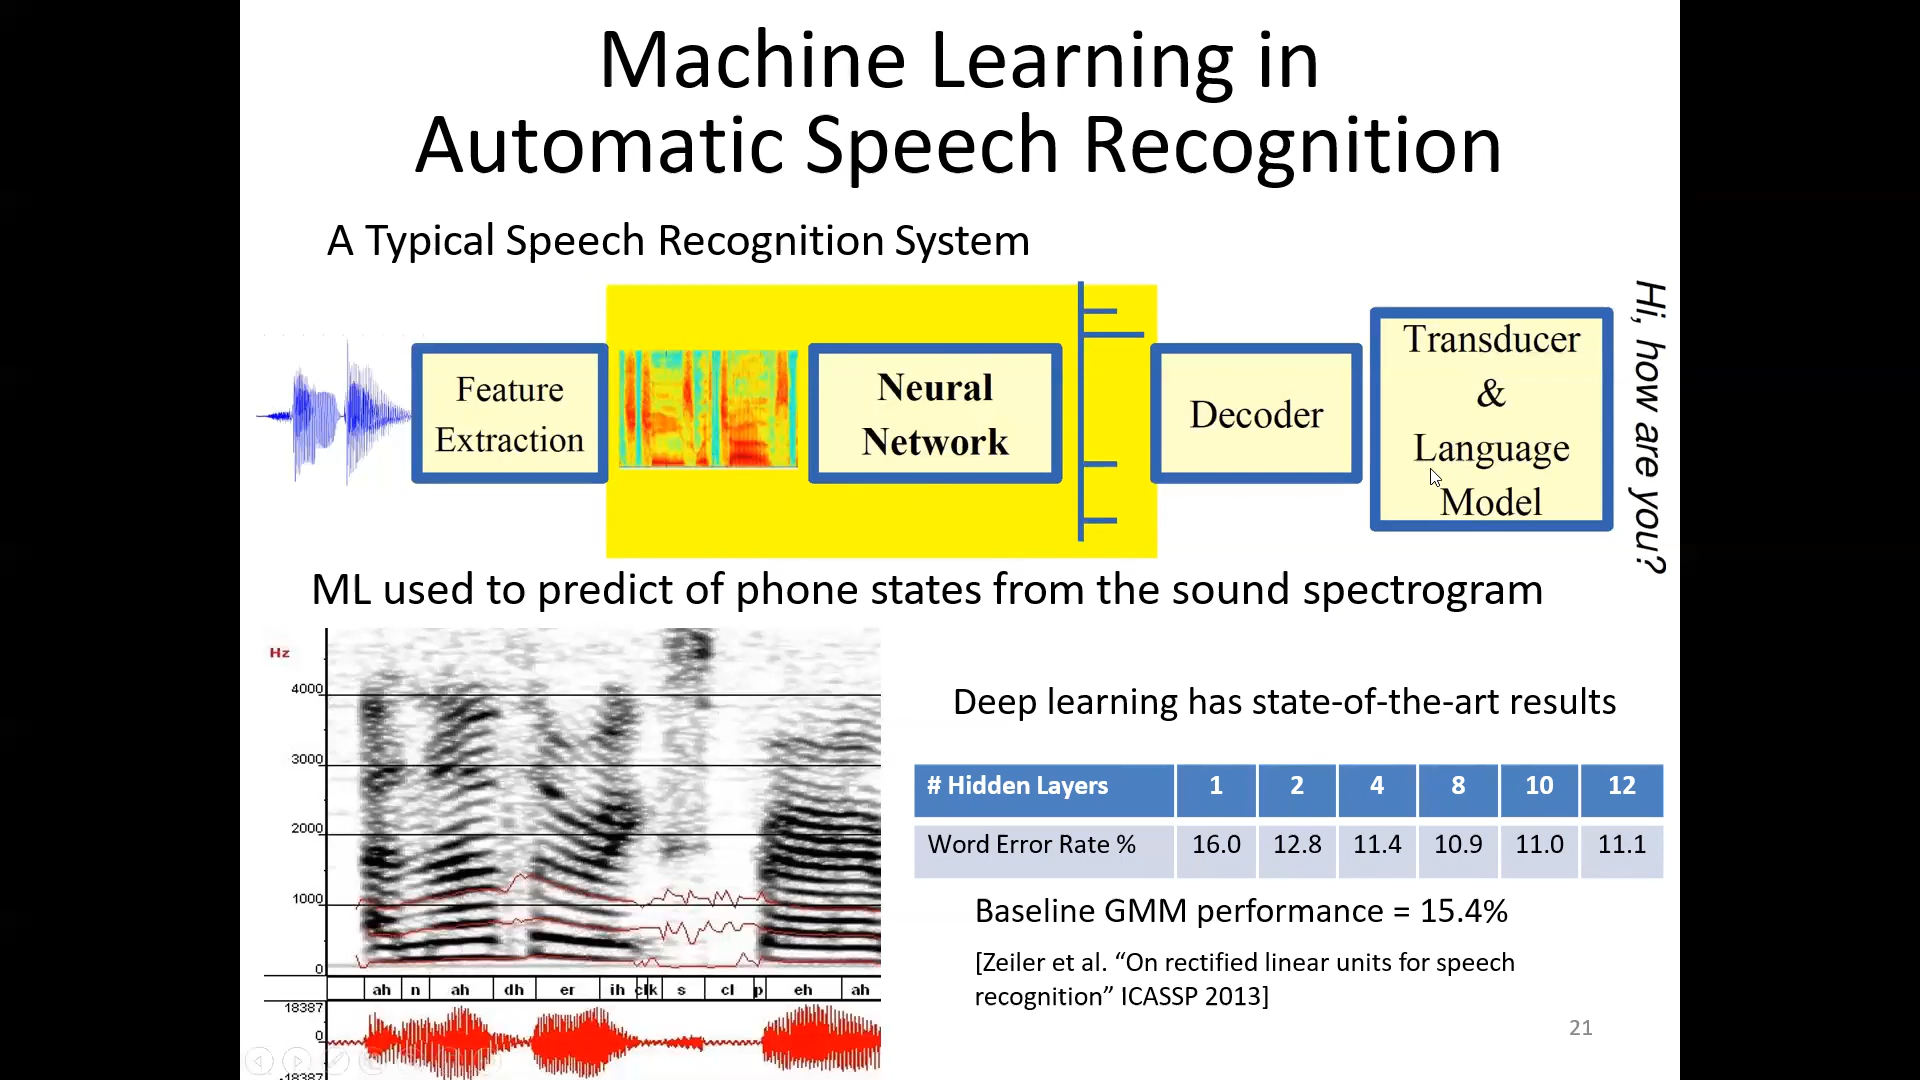 Machine Learning in
Automatic Speech Recognition
A Typical Speech Recognition System
Feature
Extraction
Neural
Network
Decoder
Transducer
&
Language
Model
Hi, how are you?
ML used to predict of phone states from the sound spectrogram
Hz
4000
3000
2000
1000
0
ah n ah dh er ih clk s cl p eh ah
18387
0
-18387
Deep learning has state-of-the-art results
# Hidden Layers 1 2 4 8 10 12
Word Error Rate % 16.0 12.8 11.4 10.9 11.0 11.1
Baseline GMM performance = 15.4%
[Zeiler et al. “On rectified linear units for speech
recognition” ICASSP 2013]
21